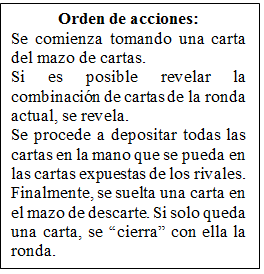 Orden de acciones:
Se comienza tomando una carta
del mazo de cartas.
Si es posible revelar la
combinación de cartas de la ronda
actual, se revela.
Se procede a depositar todas las
cartas en la mano que se pueda en
las cartas expuestas de los rivales.
Finalmente, se suelta una carta en
el mazo de descarte. Si solo queda
una carta, se “cierra” con ella la
ronda.